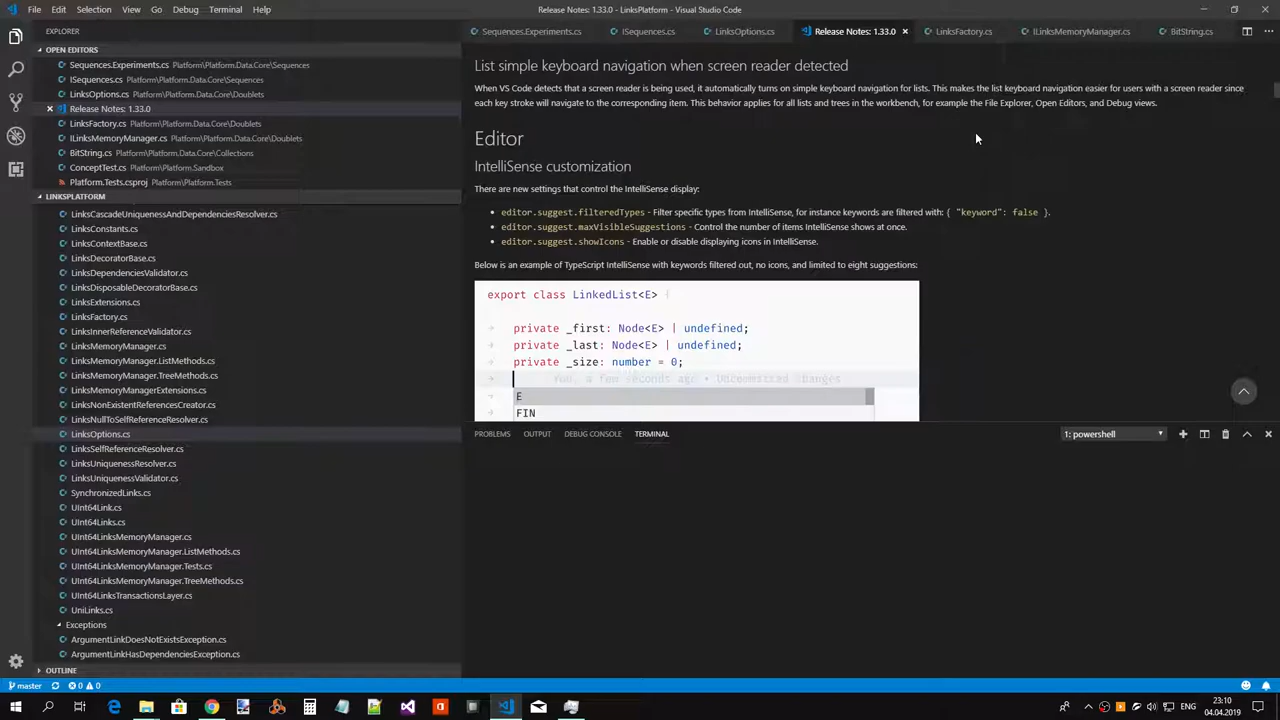 File Edit Selection View Go Debug Terminal Help
Release Notes: 1.33.0 - LinksPlatform - Visual Studio Code
EXPLORER
Sequences.Experiments.cs
ISequences.cs
LinksOptions.cs
Release Notes: 1.33.0
LinksFactory.cs
ILinksMemoryManager.cs
BitString.cs
OPEN EDITORS
Sequences.Experiments.cs Platform\Platform.Data.Core\Sequences
ISequences.cs Platform\Platform.Data.Core\Sequences
LinksOptions.cs Platform\Platform.Data.Core\Doublets
Release Notes: 1.33.0
LinksFactory.cs Platform\Platform.Data.Core\Doublets
ILinksMemoryManager.cs Platform\Platform.Data.Core\Doublets
BitString.cs Platform\Platform.Data.Core\Collections
ConceptTest.cs Platform\Platform.Sandbox
Platform.Tests.csproj Platform\Platform.Tests
LINKSPLATFORM
LinksCascadeUniquenessAndDependenciesResolver.cs
LinksConstants.cs
LinksContextBase.cs
LinksDecoratorBase.cs
LinksDependenciesValidator.cs
LinksDisposableDecoratorBase.cs
LinksExtensions.cs
LinksFactory.cs
LinksInnerReferenceValidator.cs
LinksMemoryManager.cs
LinksMemoryManager.ListMethods.cs
LinksMemoryManager.TreeMethods.cs
LinksMemoryManagerExtensions.cs
LinksNonExistentReferencesCreator.cs
LinksNullToSelfReferenceResolver.cs
LinksOptions.cs
LinksSelfReferenceResolver.cs
LinksUniquenessResolver.cs
LinksUniquenessValidator.cs
SynchronizedLinks.cs
UInt64Link.cs
UInt64Links.cs
UInt64LinksMemoryManager.cs
UInt64LinksMemoryManager.ListMethods.cs
UInt64LinksMemoryManager.Tests.cs
UInt64LinksMemoryManager.TreeMethods.cs
UInt64LinksTransactionsLayer.cs
UniLinks.cs
Exceptions
ArgumentLinkDoesNotExistsException.cs
ArgumentLinkHasDependenciesException.cs
OUTLINE
List simple keyboard navigation when screen reader detected
When VS Code detects that a screen reader is being used, it automatically turns on simple keyboard navigation for lists. This makes the list keyboard navigation easier for users with a screen reader since
each key stroke will navigate to the corresponding item. This behavior applies for all lists and trees in the workbench, for example the File Explorer, Open Editors, and Debug views.
Editor
IntelliSense customization
There are new settings that control the IntelliSense display:
• editor.suggest.filteredTypes - Filter specific types from IntelliSense, for instance keywords are filtered with: { "keyword": false }.
• editor.suggest.maxVisibleSuggestions - Control the number of items IntelliSense shows at once.
• editor.suggest.showIcons - Enable or disable displaying icons in IntelliSense.
Below is an example of TypeScript IntelliSense with keywords filtered out, no icons, and limited to eight suggestions:
export class LinkedList<E> {
private _first: Node<E> | undefined;
private _last: Node<E> | undefined;
private _size: number = 0;
You, a few seconds ago • Uncommitted changes
E
FIN
PROBLEMS OUTPUT DEBUG CONSOLE TERMINAL
1: powershell
master
0 0
23:10
04.04.2019